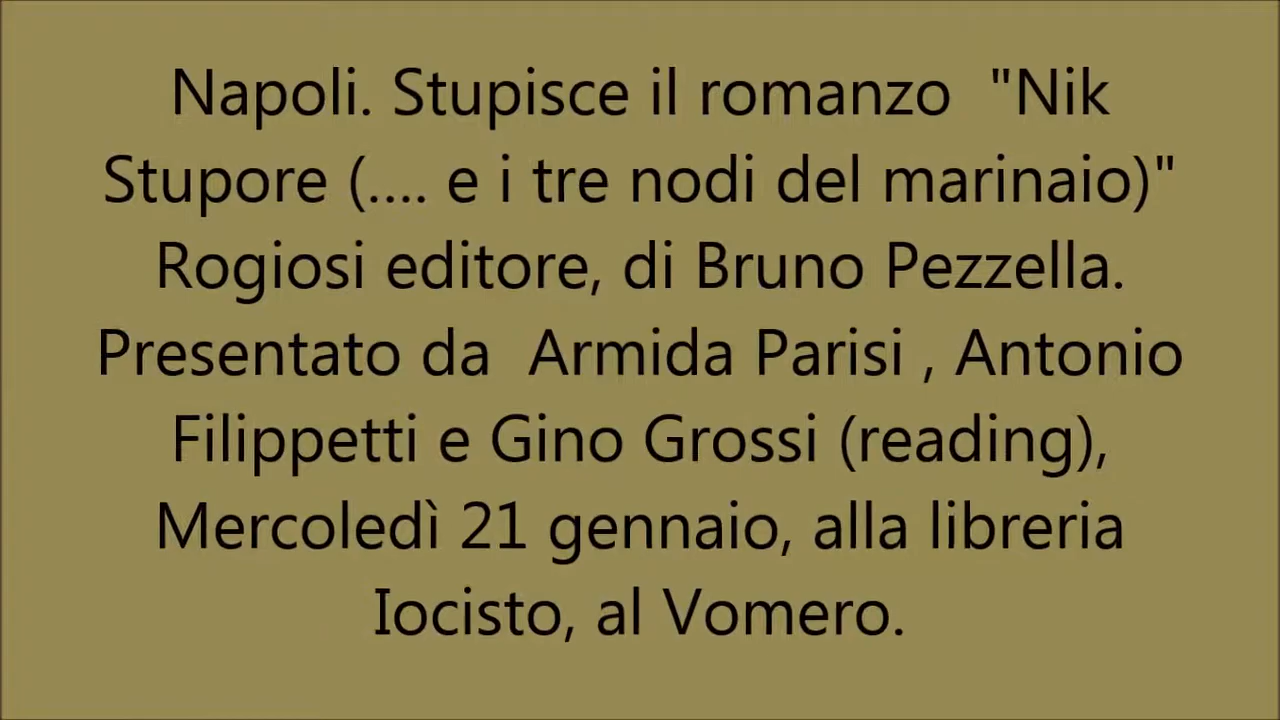 Napoli. Stupisce il romanzo  "Nik
Stupore (.... e i tre nodi del marinaio)"
Rogiosi editore, di Bruno Pezzella.
Presentato da  Armida Parisi , Antonio
Filippetti e Gino Grossi (reading),
Mercoledì 21 gennaio, alla libreria
Iocisto, al Vomero.